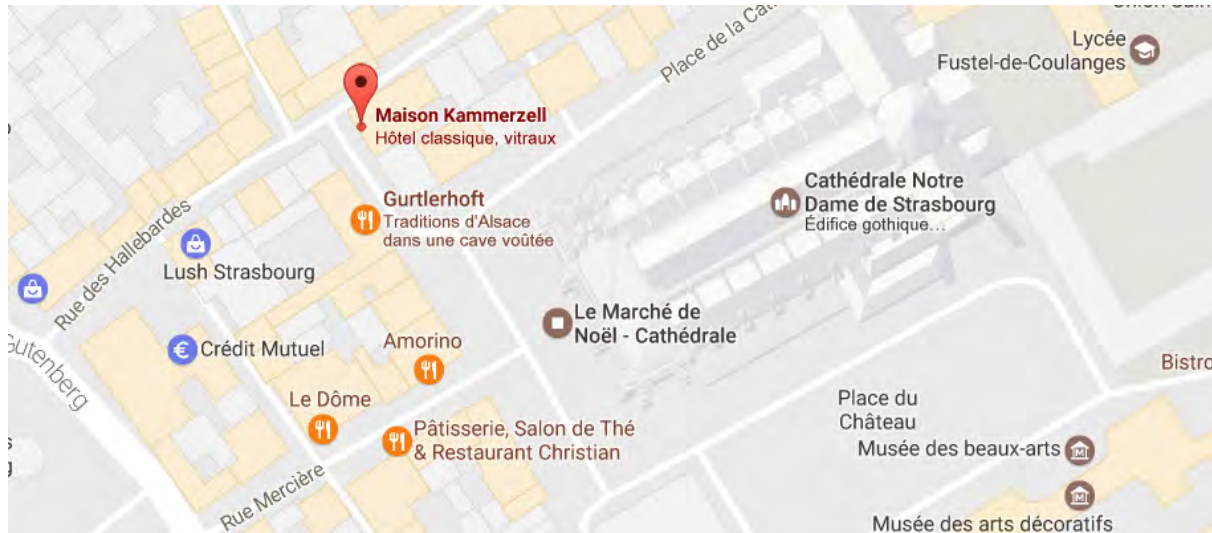 Lycée
Fustel-de-Coulanges
Place de la
Maison Kammerzell
Hôtel classique, vitraux
Cathédrale Notre
Dame de Strasbourg
Édifice gothique...
Gurtlerhoft
Traditions d'Alsace
dans une cave voûtée
Rue des Hallebardes
Lush Strasbourg
Le Marché de
Noël - Cathédrale
Gutenberg
€
Crédit Mutuel
Amorino
Bistro
Le Dôme
Place du
Château
Pâtisserie, Salon de Thé
& Restaurant Christian
Musée des beaux-arts
M
Rue Mercière
M
Musée des arts décoratifs